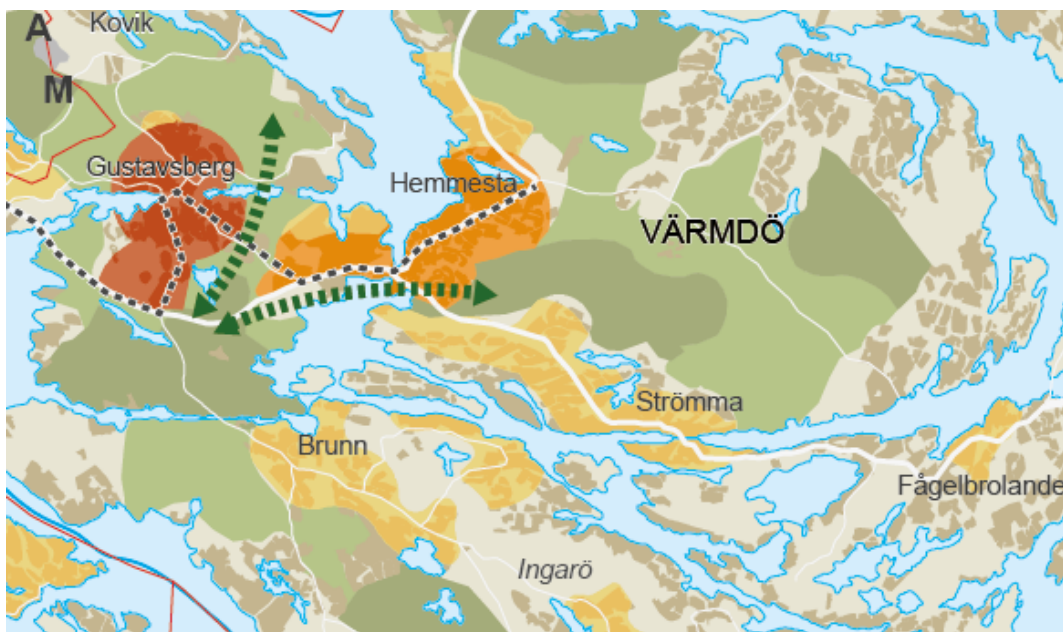 A
Kovik
M
Gustavsberg
Hemmesta
VÄRMDÖ
Strömma
Brunn
Fågelbrolande
Ingarö